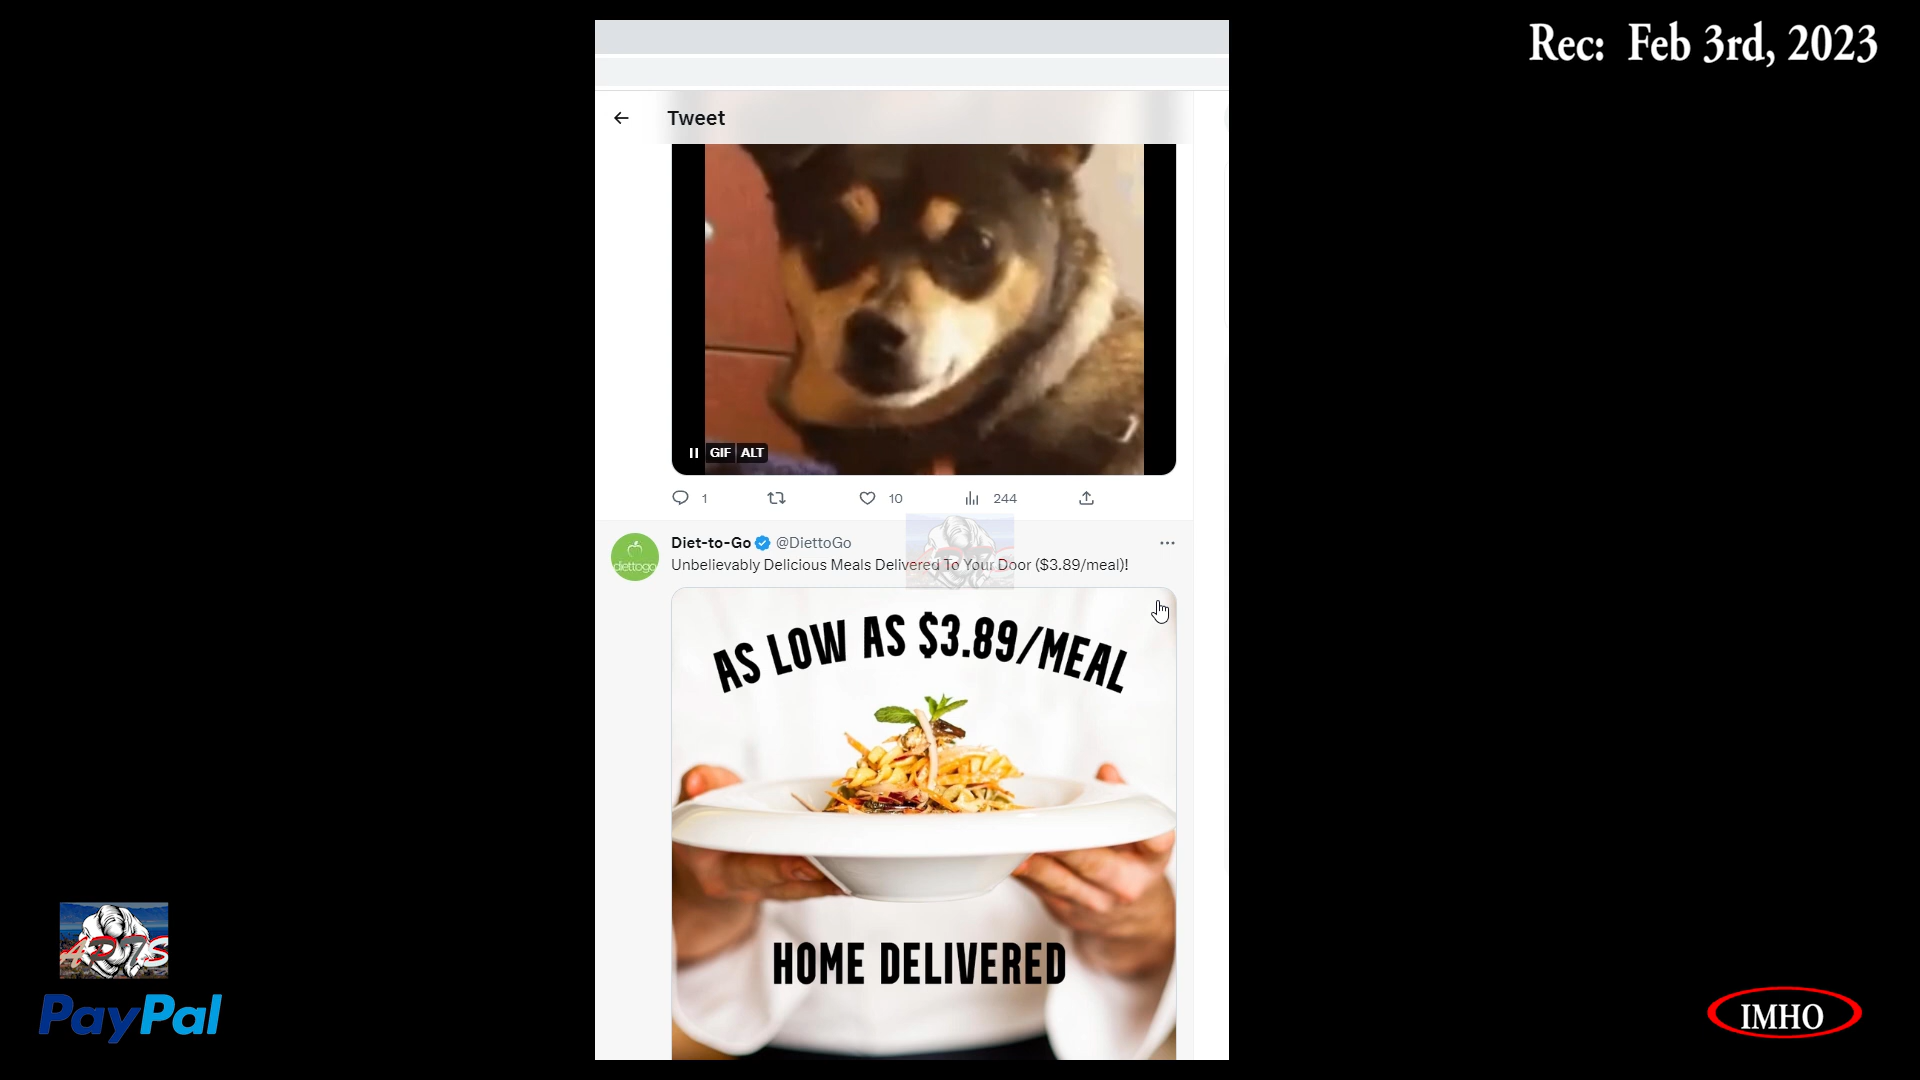 Rec: Feb 3rd, 2023
Tweet
GIF ALT
1 10 244
Diet-to-Go @DiettoGo
diettogo
Unbelievably Delicious Meals Delivered To Your Door ($3.89/meal)!
AS LOW AS $3.89/MEAL
HOME DELIVERED
PayPal
IMHO